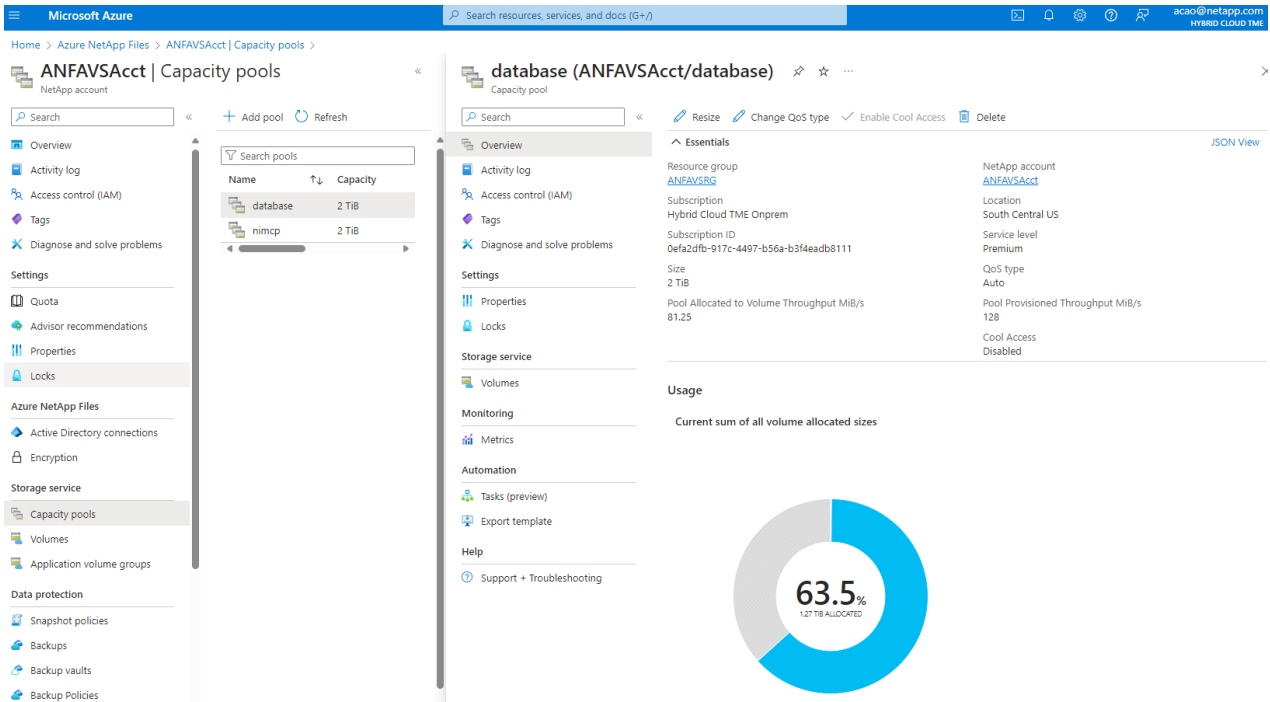 Microsoft Azure
Search resources, services, and docs (G+/)
acao@netapp.com
HYBRID CLOUD TME
Home > Azure NetApp Files > ANFAVSAcct | Capacity pools >
ANFAVSAcct | Capacity pools
NetApp account
Search
Overview
Activity log
Access control (IAM)
Tags
Diagnose and solve problems
Settings
Quota
Advisor recommendations
Properties
Locks
Azure NetApp Files
Active Directory connections
Encryption
Storage service
Capacity pools
Volumes
Application volume groups
Data protection
Snapshot policies
Backups
Backup vaults
Backup Policies
Add pool Refresh
Search pools
Name Capacity
database 2 TiB
nimcp 2 TiB
database (ANFAVSAcct/database)
Capacity pool
Search
Overview
Activity log
Access control (IAM)
Tags
Diagnose and solve problems
Settings
Properties
Locks
Storage service
Volumes
Monitoring
Metrics
Automation
Tasks (preview)
Export template
Help
Support + Troubleshooting
Resize Change QoS type Enable Cool Access Delete
Essentials
JSON View
Resource group
ANFAVSRG
Subscription
Hybrid Cloud TME Onprem
Subscription ID
0efa2dfb-917c-4497-b56a-b3f4eadb8111
Size
2 TiB
Pool Allocated to Volume Throughput MiB/s
81.25
NetApp account
ANFAVSAcct
Location
South Central US
Service level
Premium
QoS type
Auto
Pool Provisioned Throughput MiB/s
128
Cool Access
Disabled
Usage
Current sum of all volume allocated sizes
63.5%
1.27 TIB ALLOCATED